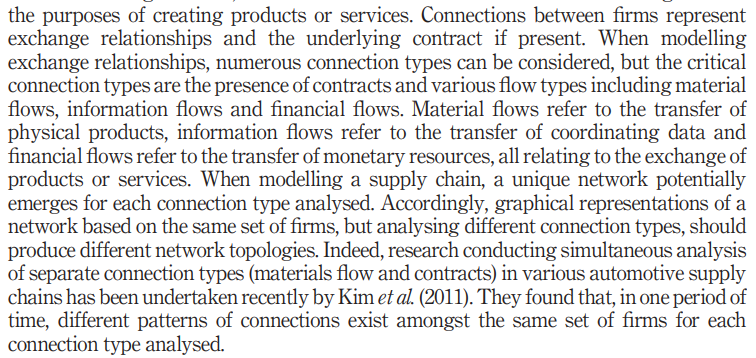 the purposes of creating products or services. Connections between firms represent
exchange relationships and the underlying contract if present. When modelling
exchange relationships, numerous connection types can be considered, but the critical
connection types are the presence of contracts and various flow types including material
flows, information flows and financial flows. Material flows refer to the transfer of
physical products, information flows refer to the transfer of coordinating data and
financial flows refer to the transfer of monetary resources, all relating to the exchange of
products or services. When modelling a supply chain, a unique network potentially
emerges for each connection type analysed. Accordingly, graphical representations of a
network based on the same set of firms, but analysing different connection types, should
produce different network topologies. Indeed, research conducting simultaneous analysis
of separate connection types (materials flow and contracts) in various automotive supply
chains has been undertaken recently by Kim et al. (2011). They found that, in one period of
time, different patterns of connections exist amongst the same set of firms for each
connection type analysed.